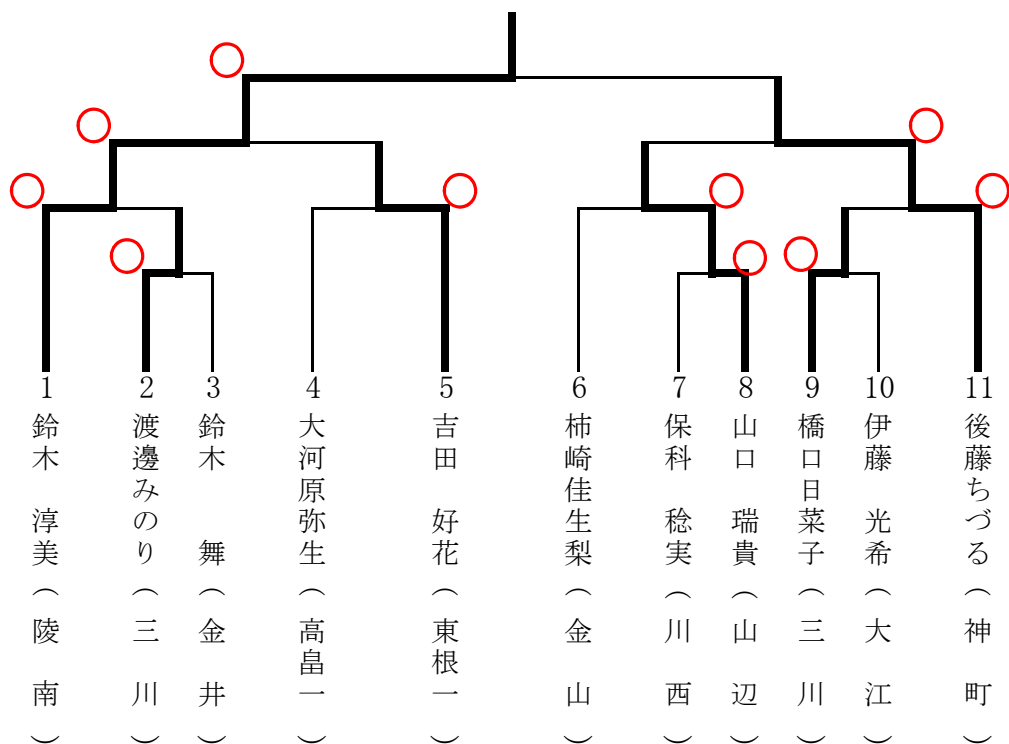 1 鈴木 淳美(陵南)
2 渡邊みのり(三川)
3 鈴木 舞(金井)
4 大河原弥生(高畠一)
5 吉田 好花(東根一)
6 柿崎佳生梨(金山)
7 保科 稔実(川西)
8 山口 瑞貴(山辺)
9 橋口日菜子(三川)
10 伊藤 光希(大江)
11 後藤ちづる(神町)